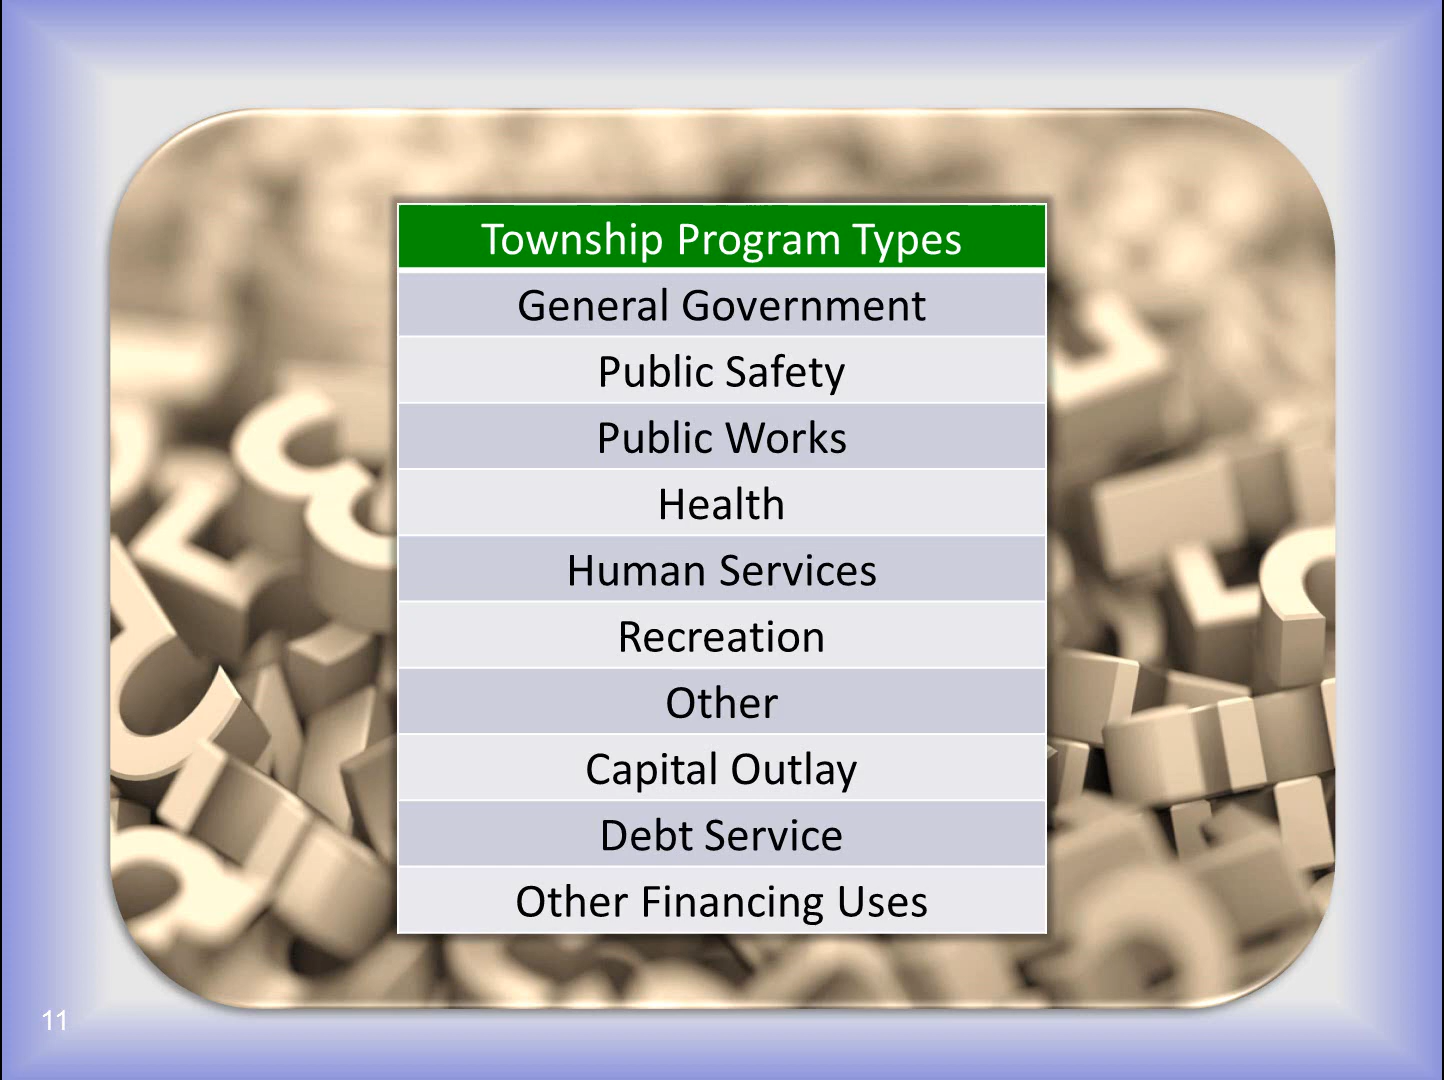 Township Program Types
General Government
Public Safety
Public Works
Health
Human Services
Recreation
Other
Capital Outlay
Debt Service
Other Financing Uses
11